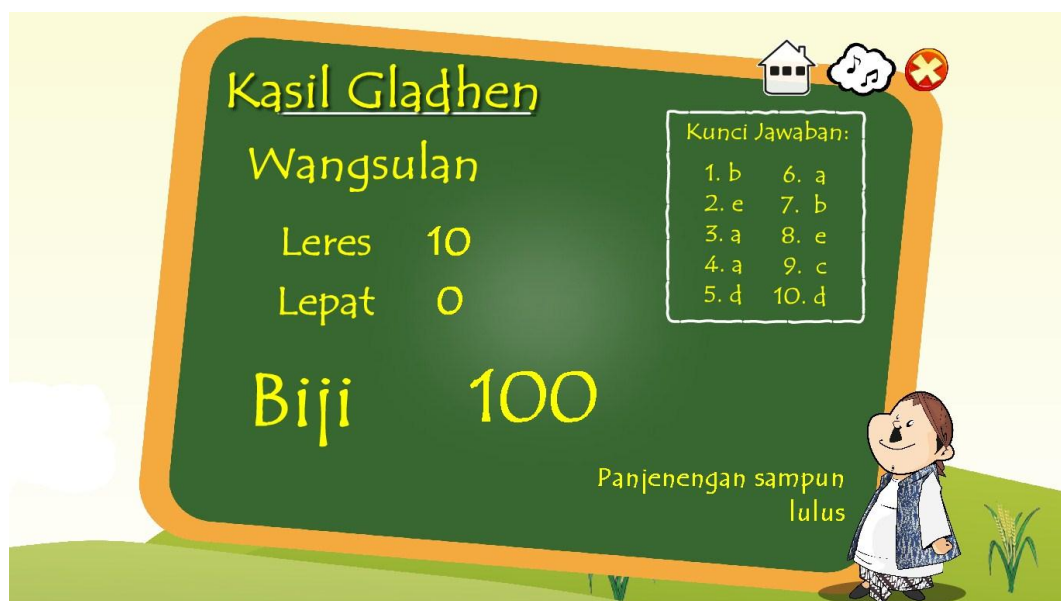 Kasil Gladhen
Wangsulan
Leres 10
Lepat 0
Biji 100
Panjenengan sampun
lulus
Kunci Jawaban:
1. b 6. a
2. e 7. b
3. a 8. e
4. a 9. c
5. d 10. d